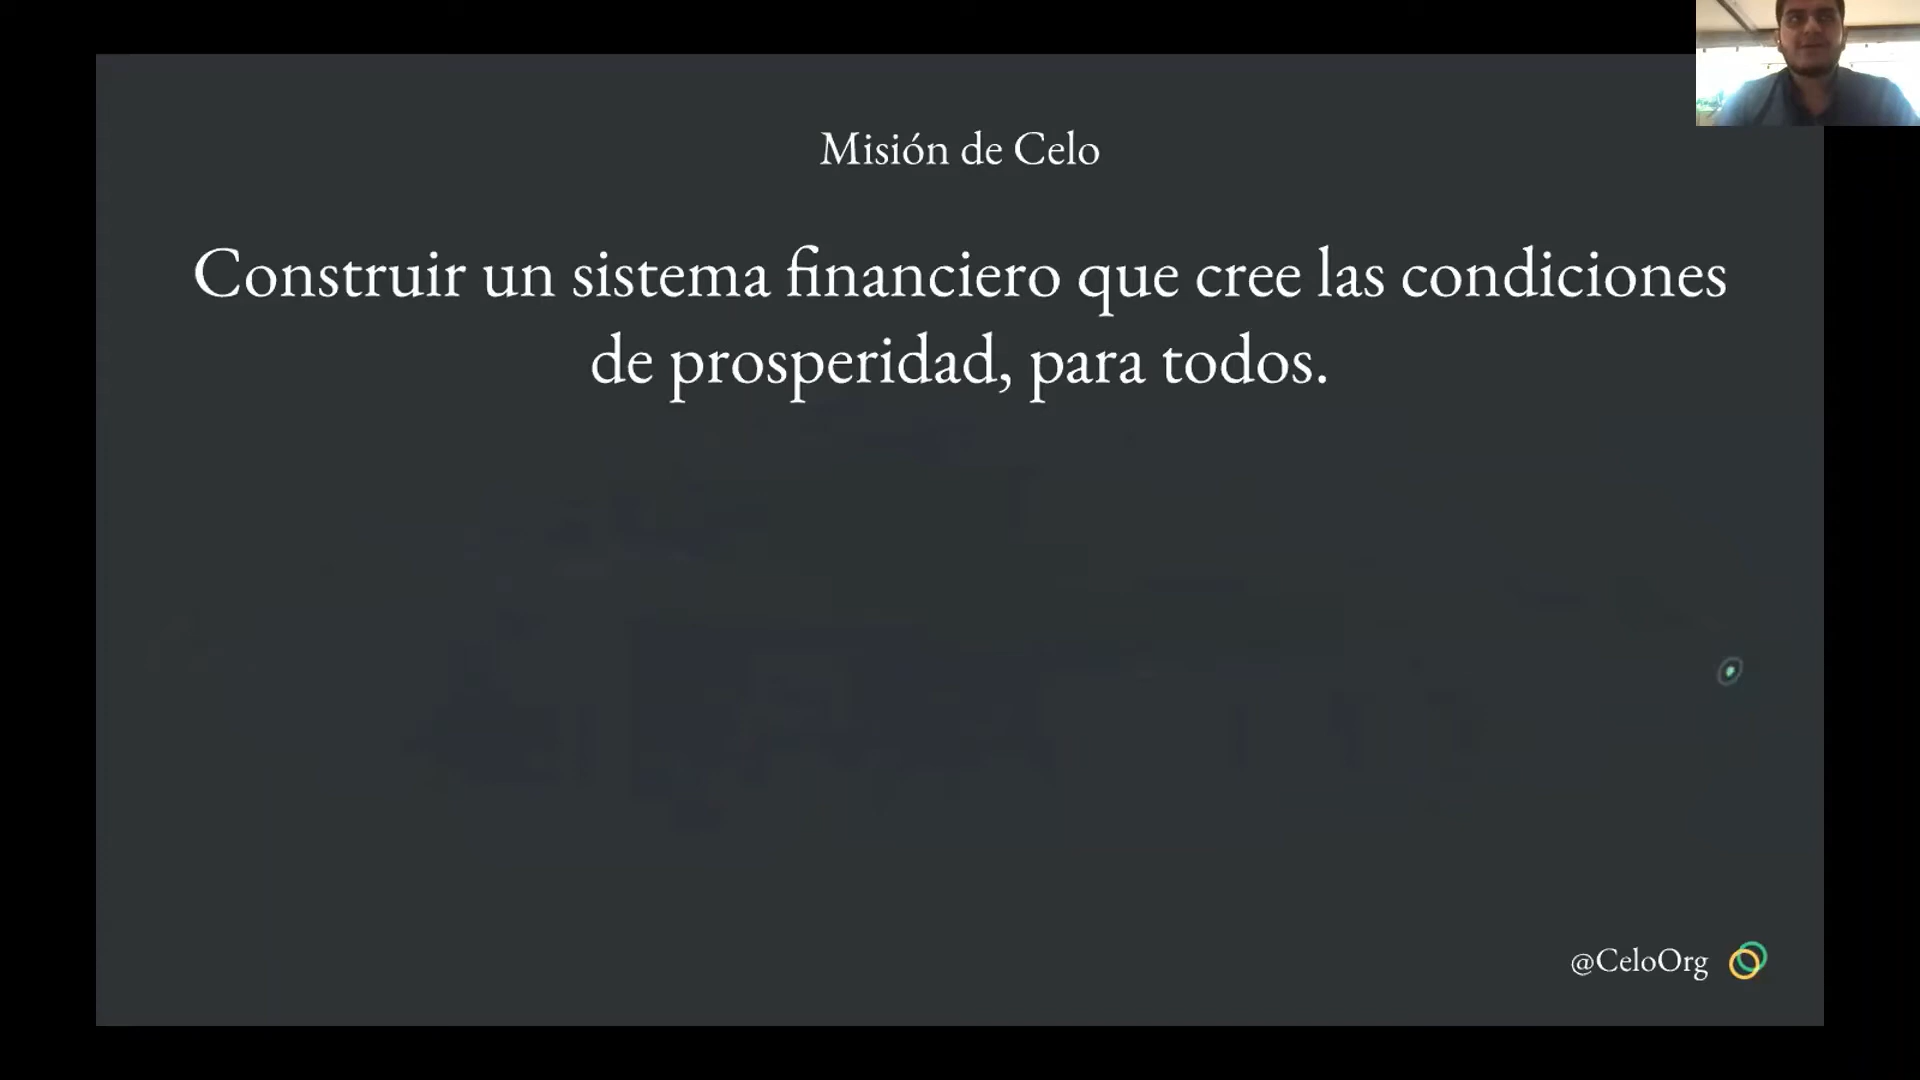 Misión de Celo
Construir un sistema financiero que cree las condiciones
de prosperidad, para todos.
@CeloOrg